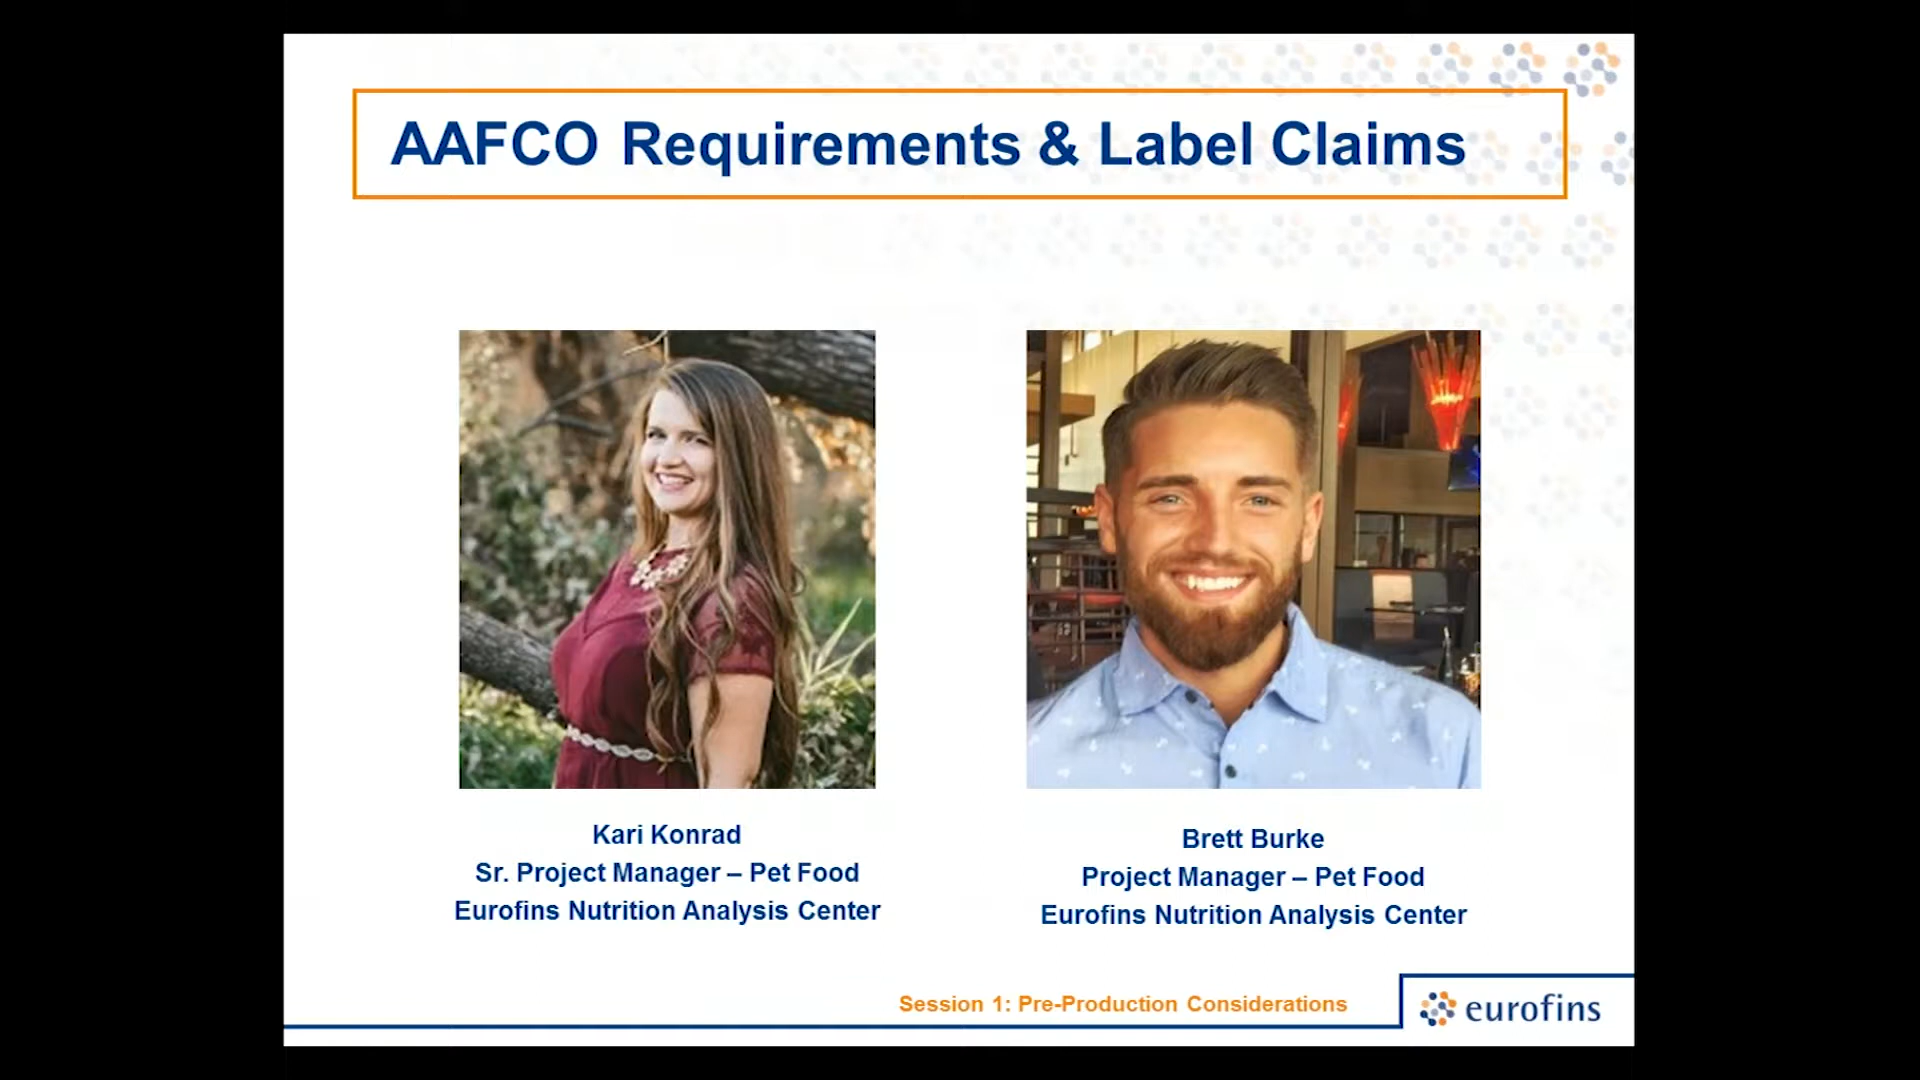 AAFCO Requirements & Label Claims
Kari Konrad
Sr. Project Manager – Pet Food
Eurofins Nutrition Analysis Center
Brett Burke
Project Manager – Pet Food
Eurofins Nutrition Analysis Center
Session 1: Pre-Production Considerations
eurofins